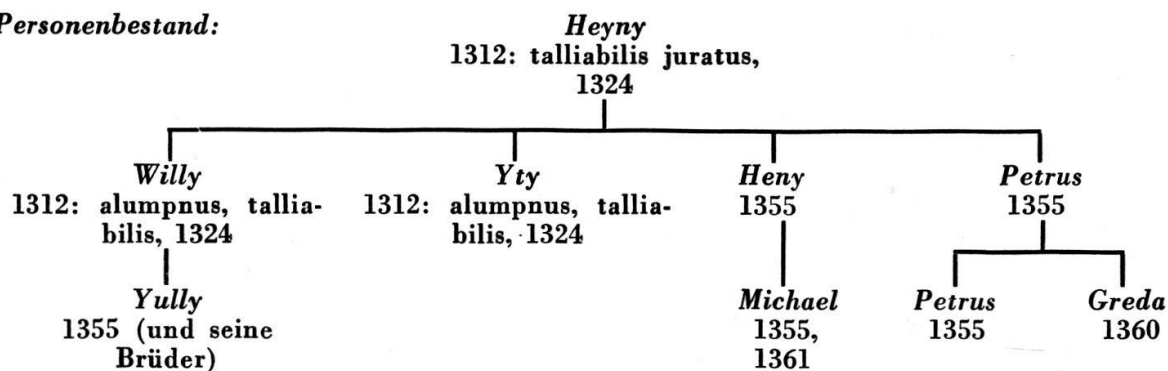 Personenbestand:
Heyny
1312: talliabilis juratus,
1324
Willy
1312: alumpnus, tallia-
bilis, 1324
Yty
1312: alumpnus, tallia-
bilis, 1324
Heny
1355
Petrus
1355
Yully
1355 (und seine
Brüder)
Michael
1355,
1361
Petrus
1355
Greda
1360